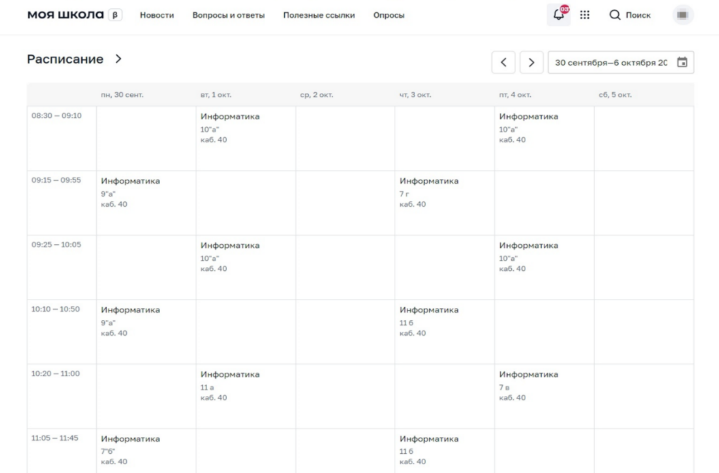 моя школа β Новости Вопросы и ответы Полезные ссылки Опросы Поиск
Расписание
30 сентября—6 октября 20
пн, 30 сент. вт, 1 окт. ср, 2 окт. чт, 3 окт. пт, 4 окт. сб, 5 окт.
08:30 — 09:10 Информатика Информатика
10"а" 10"а"
каб. 40 каб. 40
09:15 — 09:55 Информатика Информатика
9"а" 7 г
каб. 40 каб. 40
09:25 — 10:05 Информатика Информатика
10"а" 10"а"
каб. 40 каб. 40
10:10 — 10:50 Информатика Информатика
9"а" 11 б
каб. 40 каб. 40
10:20 — 11:00 Информатика Информатика
11 в 7 в
каб. 40 каб. 40
11:05 — 11:45 Информатика Информатика
7"б" 11 б
каб. 40 каб. 40